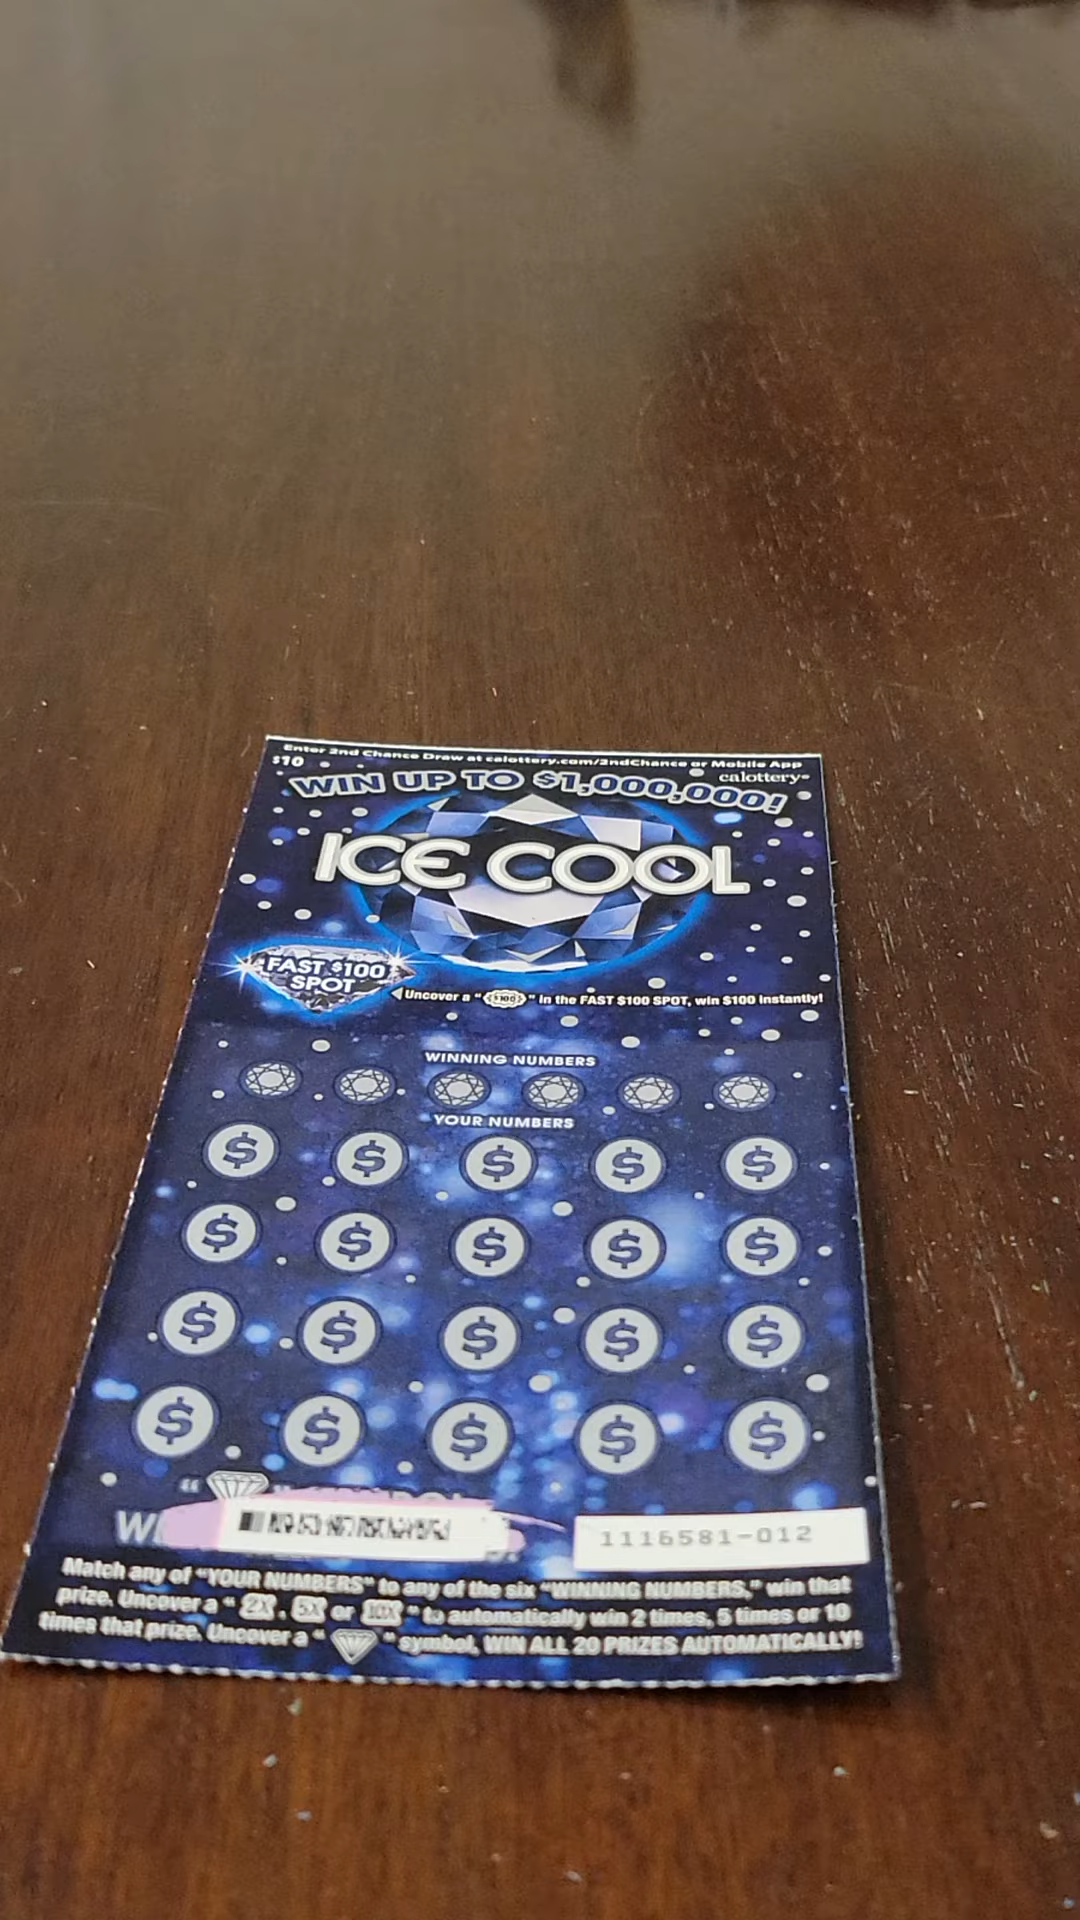 Enter 2nd Chance Draw at calottery.com/2ndChance or Mobile App
$10
calottery
WIN UP TO $1,000,000!
ICE COOL
FAST $100
SPOT
Uncover a "$100" in the FAST $100 SPOT, win $100 instantly!
WINNING NUMBERS
YOUR NUMBERS
$ $ $ $ $
$ $ $ $ $
$ $ $ $ $
$ $ $ $ $
1116581-012
Match any of "YOUR NUMBERS" to any of the six "WINNING NUMBERS," win that
prize. Uncover a "2X, 5X or 10X" to automatically win 2 times, 5 times or 10
times that prize. Uncover a " " symbol, WIN ALL 20 PRIZES AUTOMATICALLY!